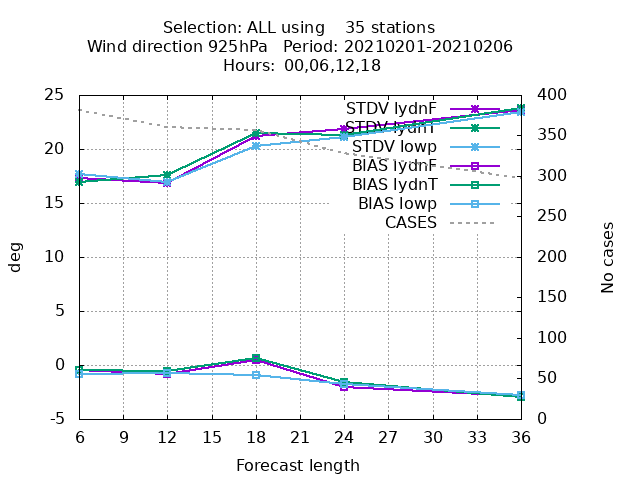 Selection: ALL using 35 stations
Wind direction 925hPa Period: 20210201-20210206
Hours: 00,06,12,18
25
20
15
10
5
0
-5
400
350
300
250
200
150
100
50
0
STDV lydnF
STDV lydnT
STDV lowp
BIAS lydnF
BIAS lydnT
BIAS lowp
CASES
deg
No cases
6 9 12 15 18 21 24 27 30 33 36
Forecast length